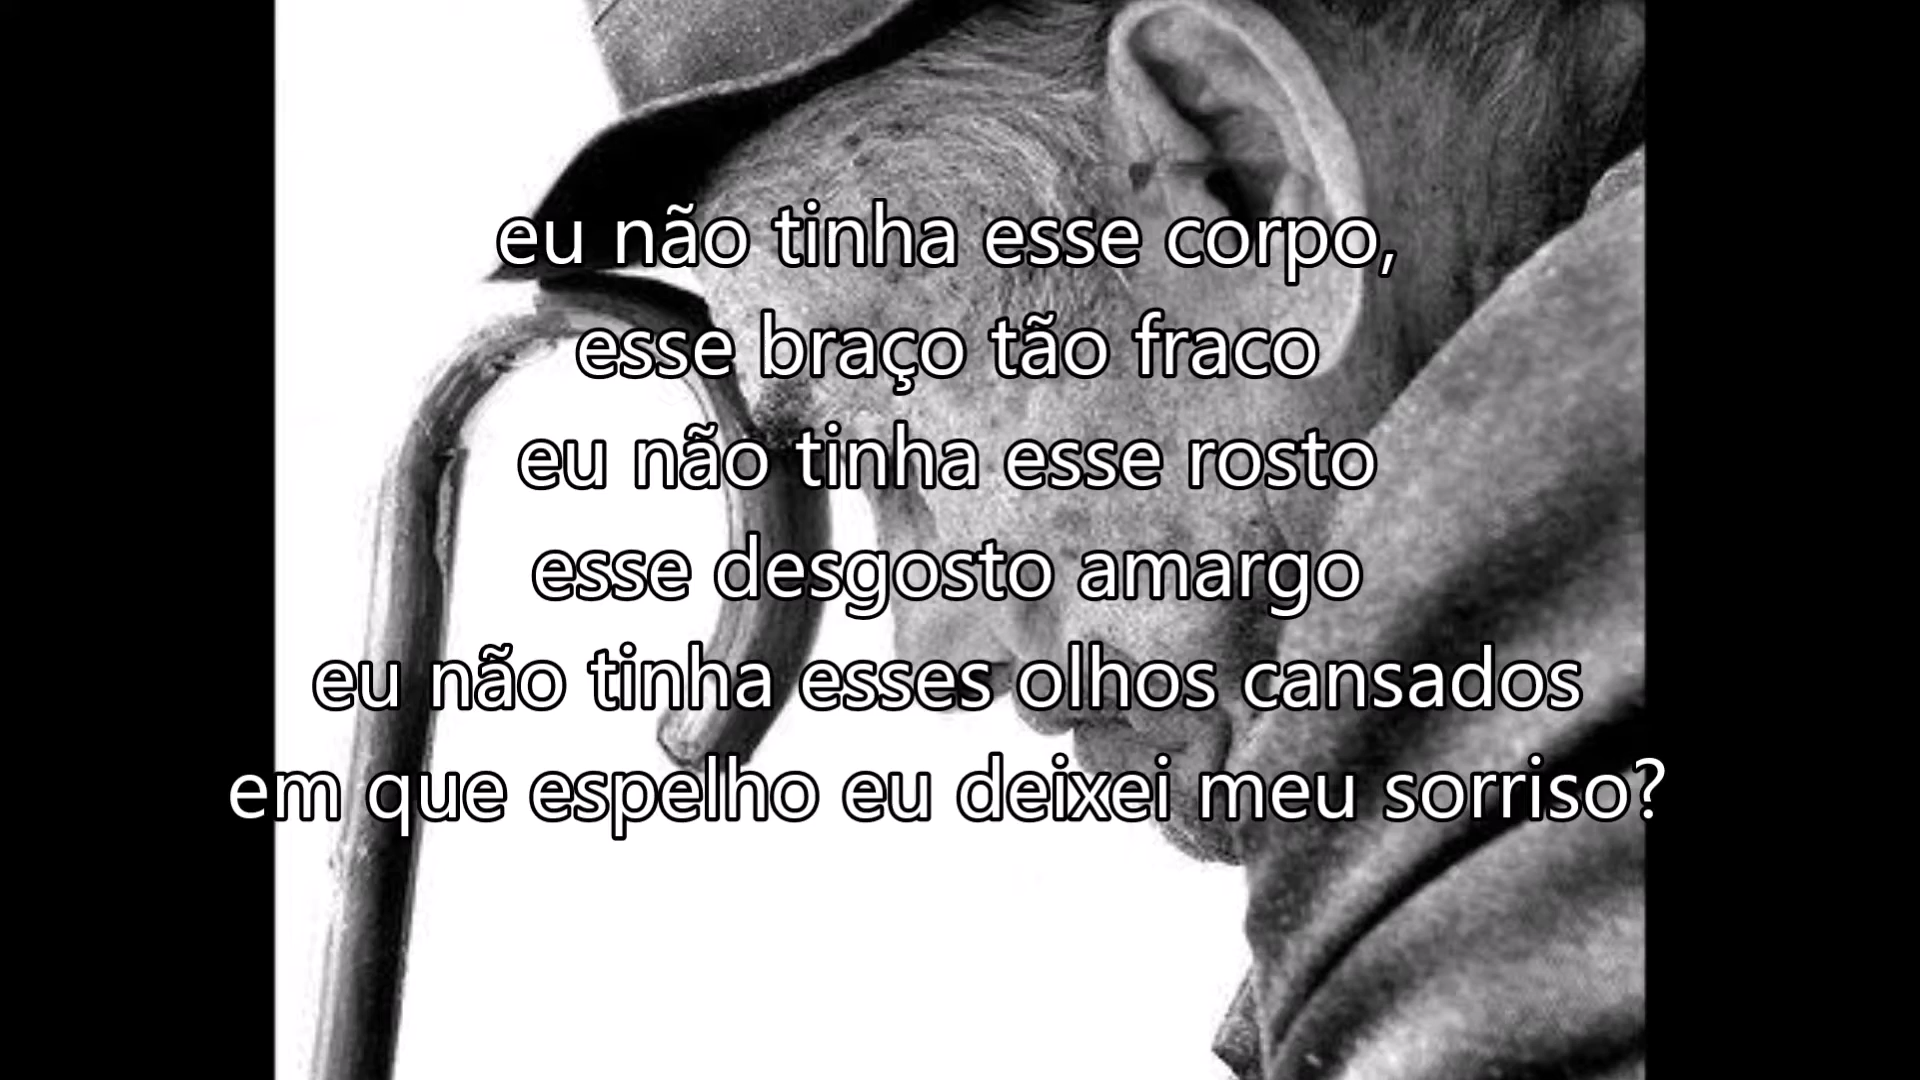 eu não tinha esse corpo,
esse braço tão fraco
eu não tinha esse rosto
esse desgosto amargo
eu não tinha esses olhos cansados
em que espelho eu deixei meu sorriso?